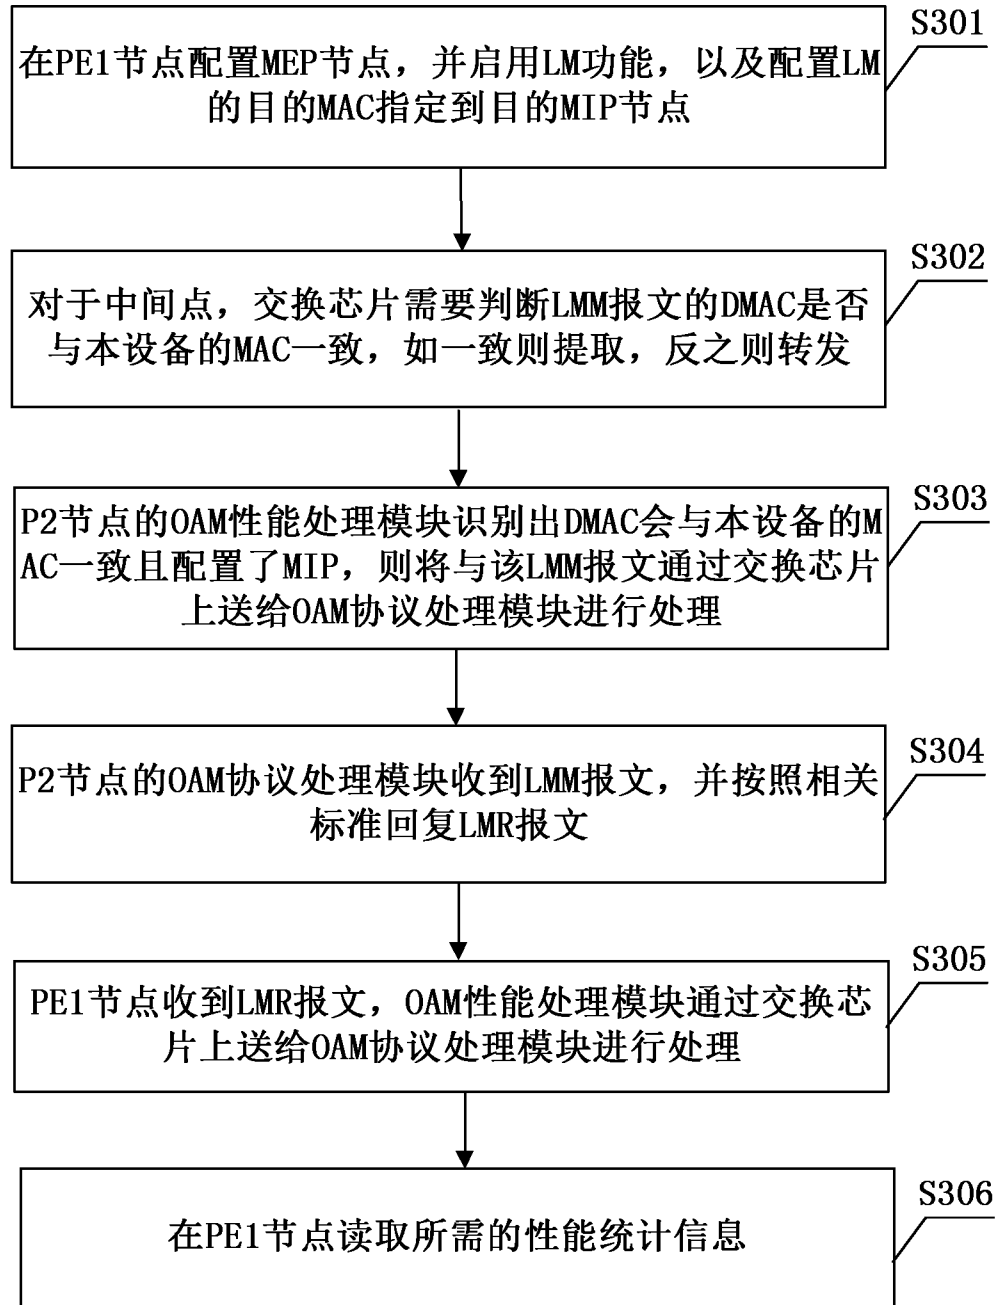 S301
在PE1节点配置MEP节点，并启用LM功能，以及配置LM
的目的MAC指定到目的MIP节点
S302
对于中间点，交换芯片需要判断LMM报文的DMAC是否
与本设备的MAC一致，如一致则提取，反之则转发
S303
P2节点的OAM性能处理模块识别出DMAC会与本设备的M
AC一致且配置了MIP，则将与该LMM报文通过交换芯片
上送给OAM协议处理模块进行处理
S304
P2节点的OAM协议处理模块收到LMM报文，并按照相关
标准回复LMR报文
S305
PE1节点收到LMR报文，OAM性能处理模块通过交换芯
片上送给OAM协议处理模块进行处理
S306
在PE1节点读取所需的性能统计信息